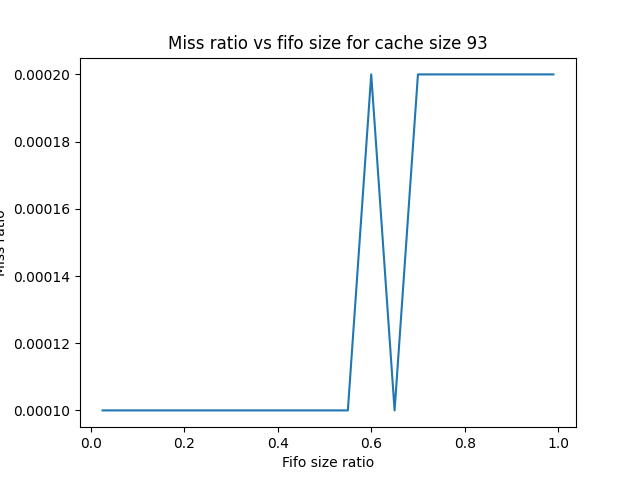 Miss ratio vs fifo size for cache size 93
Miss ratio
0.00020
0.00018
0.00016
0.00014
0.00012
0.00010
0.0 0.2 0.4 0.6 0.8 1.0
Fifo size ratio